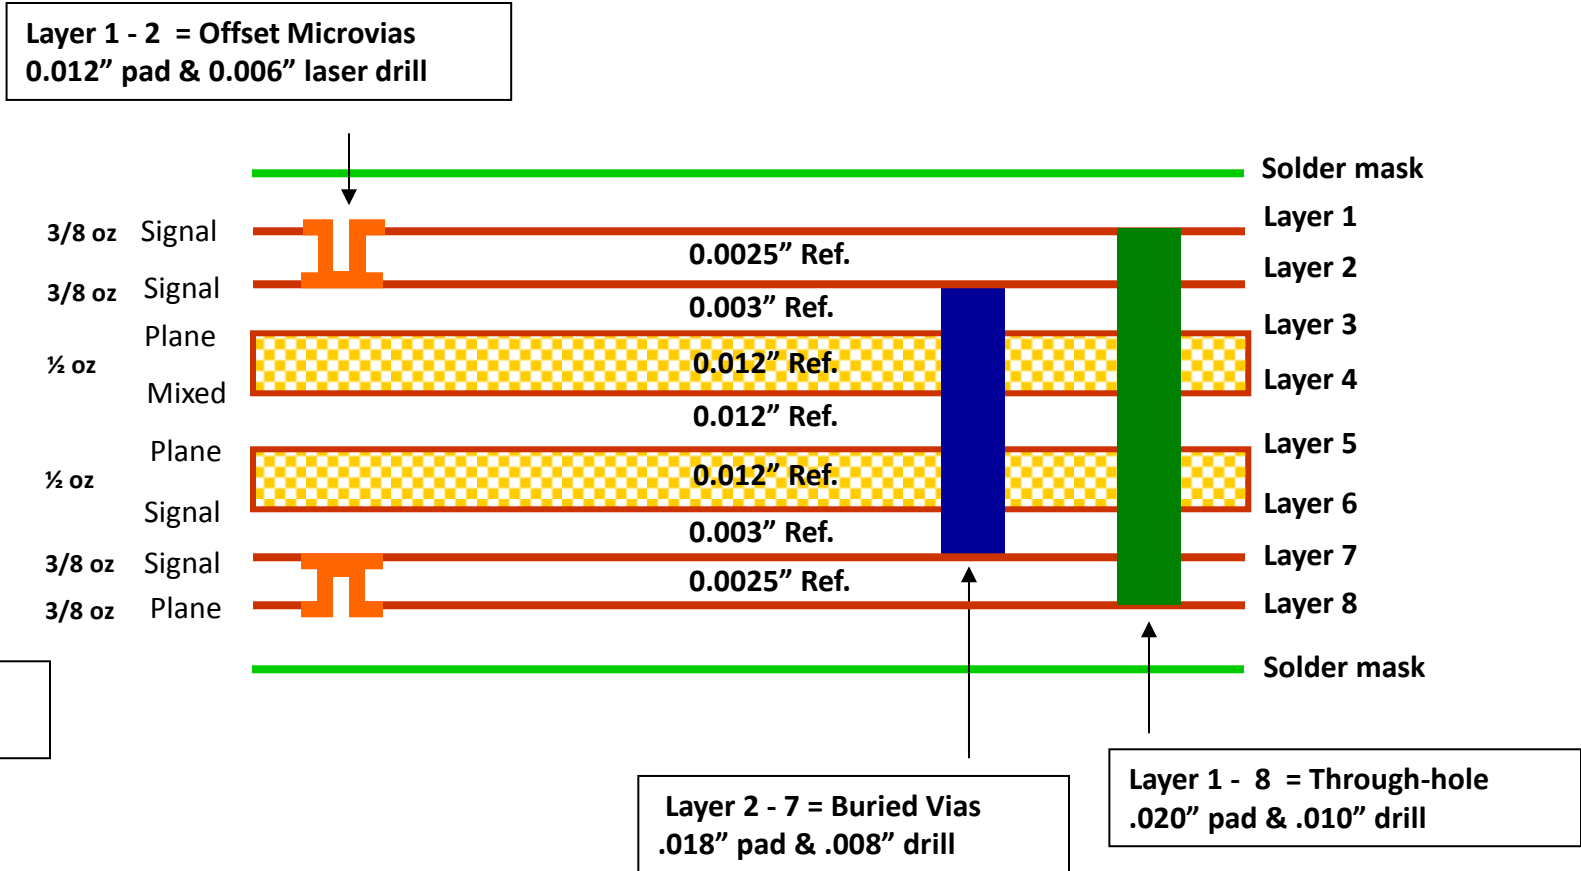 Layer 1 - 2  = Offset Microvias
0.012” pad & 0.006” laser drill
Solder mask
3/8 oz Signal Layer 1
0.0025” Ref.
3/8 oz Signal Layer 2
0.003” Ref.
Plane Layer 3
½ oz 0.012” Ref.
Mixed Layer 4
0.012” Ref.
Plane Layer 5
½ oz 0.012” Ref.
Signal Layer 6
0.003” Ref.
3/8 oz Signal Layer 7
0.0025” Ref.
3/8 oz Plane Layer 8
Solder mask
Layer 2 - 7 = Buried Vias
.018” pad & .008” drill
Layer 1 -  8  = Through-hole
.020” pad & .010” drill